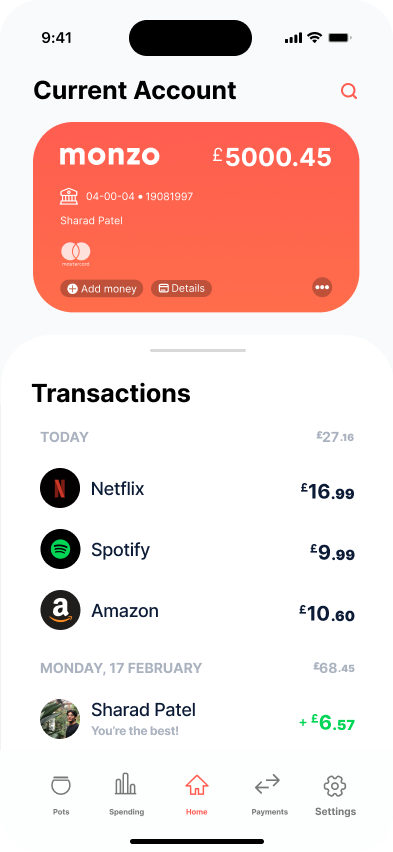 9:41
Current Account
monzo £5000.45
04-00-04 • 19081997
Sharad Patel
mastercard
Add money Details
Transactions
TODAY £27.16
Netflix £16.99
Spotify £9.99
a Amazon £10.60
MONDAY, 17 FEBRUARY £68.45
Sharad Patel + £6.57
You're the best!
Pots Spending Home Payments Settings